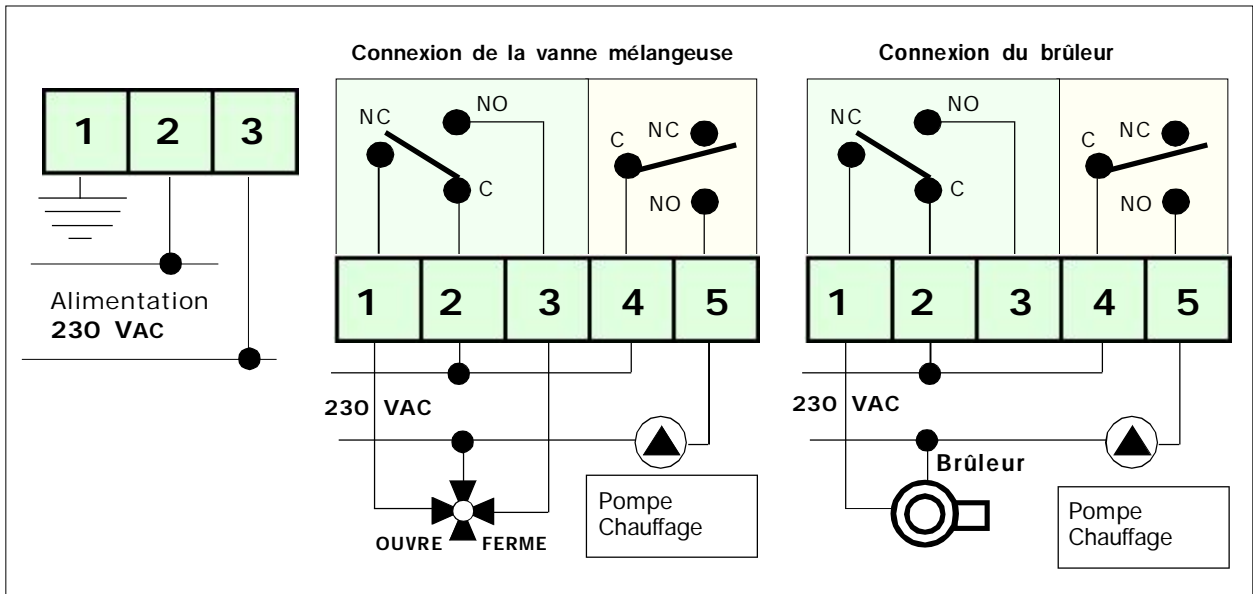 Connexion de la vanne mélangeuse
Connexion du brûleur
1 2 3
Alimentation
230 VAC
NC
NO
C
C
NC
NO
1 2 3 4 5
230 VAC
OUVRE FERME
Pompe
Chauffage
NC
NO
C
C
NC
NO
1 2 3 4 5
230 VAC
Brûleur
Pompe
Chauffage